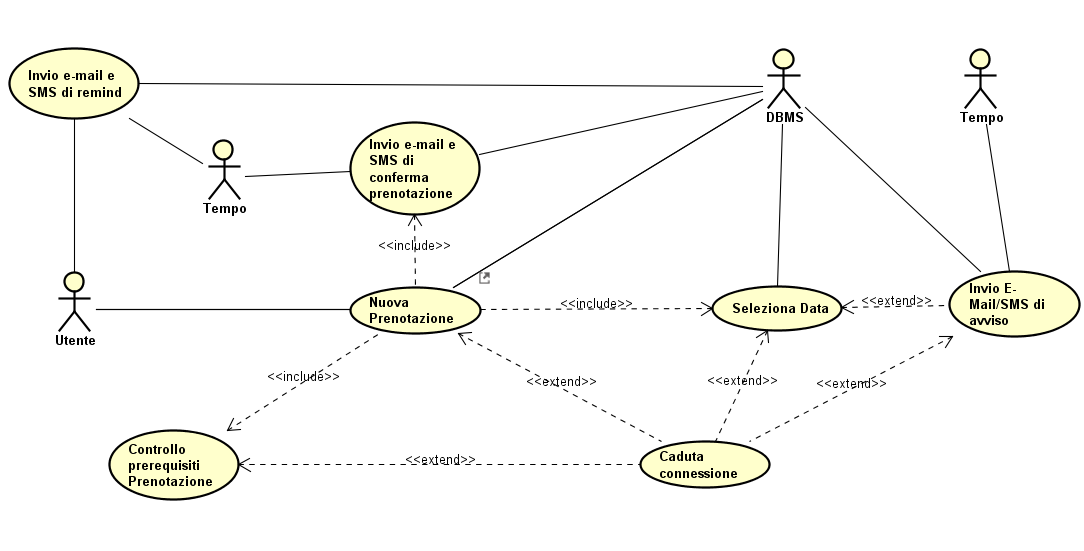 Invio e-mail e
SMS di remind
DBMS
Tempo
Invio e-mail e
SMS di
conferma
prenotazione
Tempo
<<include>>
Utente
Nuova
Prenotazione
<<include>>
Seleziona Data
<<extend>>
Invio E-
Mail/SMS di
avviso
<<include>>
<<extend>>
<<extend>>
<<extend>>
Controllo
prerequisiti
Prenotazione
<<extend>>
Caduta
connessione